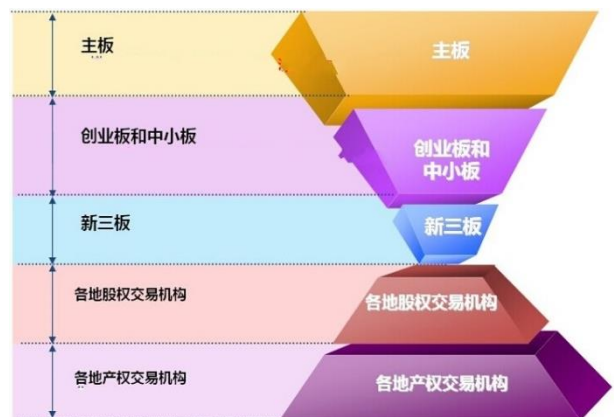 主板
主板
创业板和中小板
创业板和
中小板
新三板
新三板
各地股权交易机构
各地股权交易机构
各地产权交易机构
各地产权交易机构